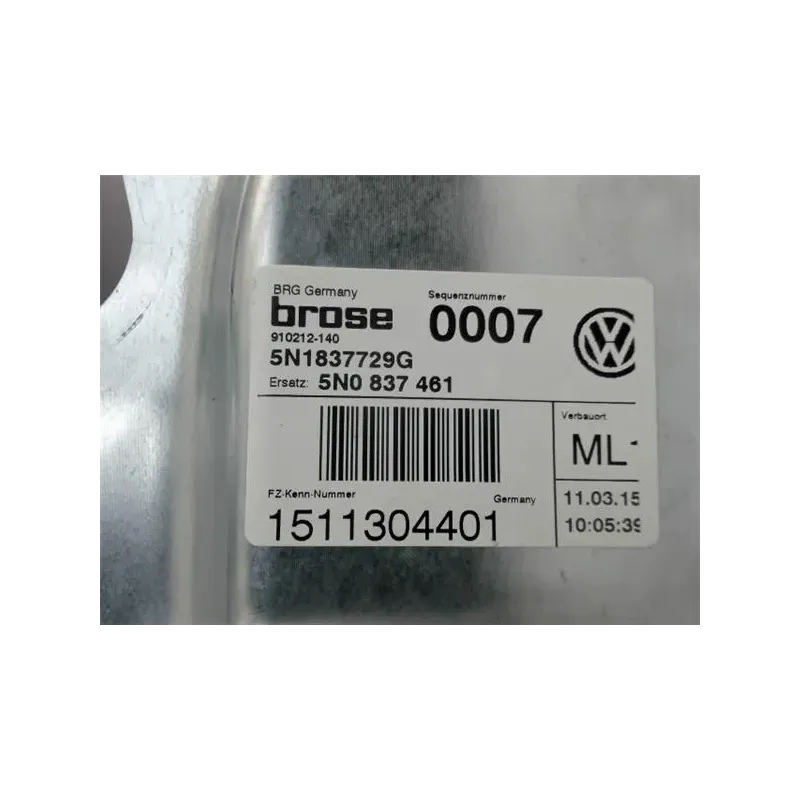 BRG Germany
brose
910212-140
5N1837729G
Ersatz: 5N0 837 461
Sequenznummer
0007
FZ-Kenn-Nummer
Germany
1511304401
Verbauort
ML
11.03.15
10:05:39